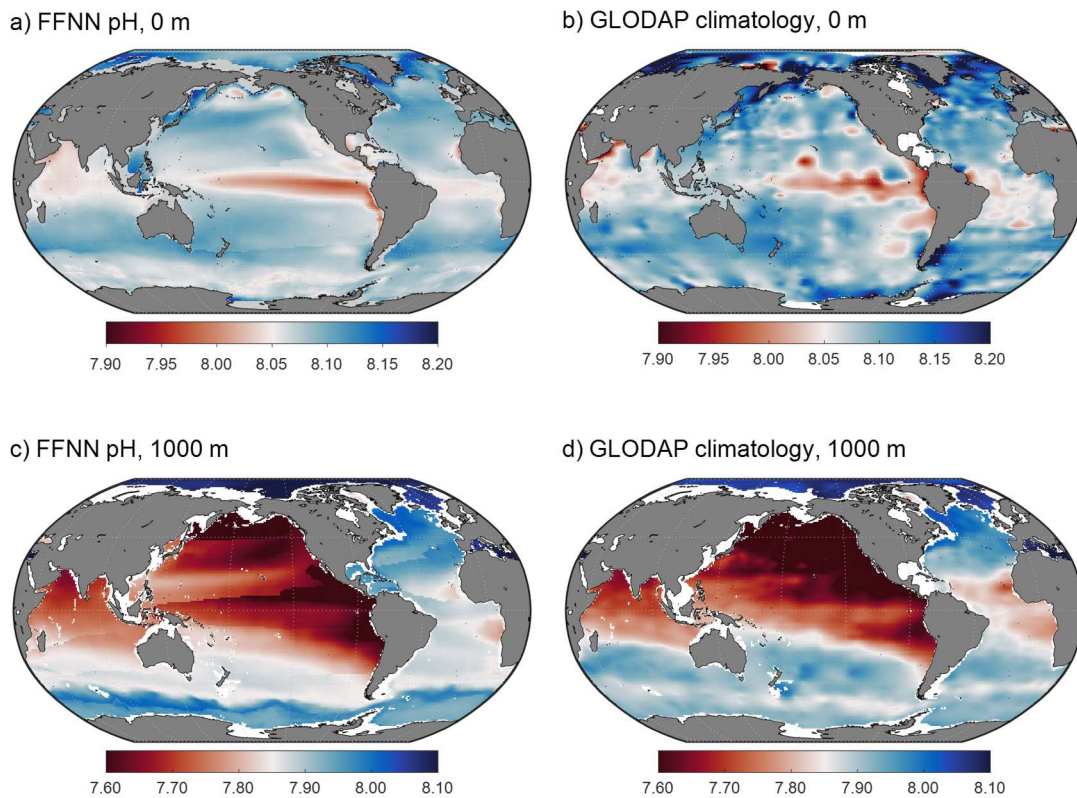 a) FFNN pH, 0 m
b) GLODAP climatology, 0 m
7.90 7.95 8.00 8.05 8.10 8.15 8.20
7.90 7.95 8.00 8.05 8.10 8.15 8.20
c) FFNN pH, 1000 m
d) GLODAP climatology, 1000 m
7.60 7.70 7.80 7.90 8.00 8.10
7.60 7.70 7.80 7.90 8.00 8.10